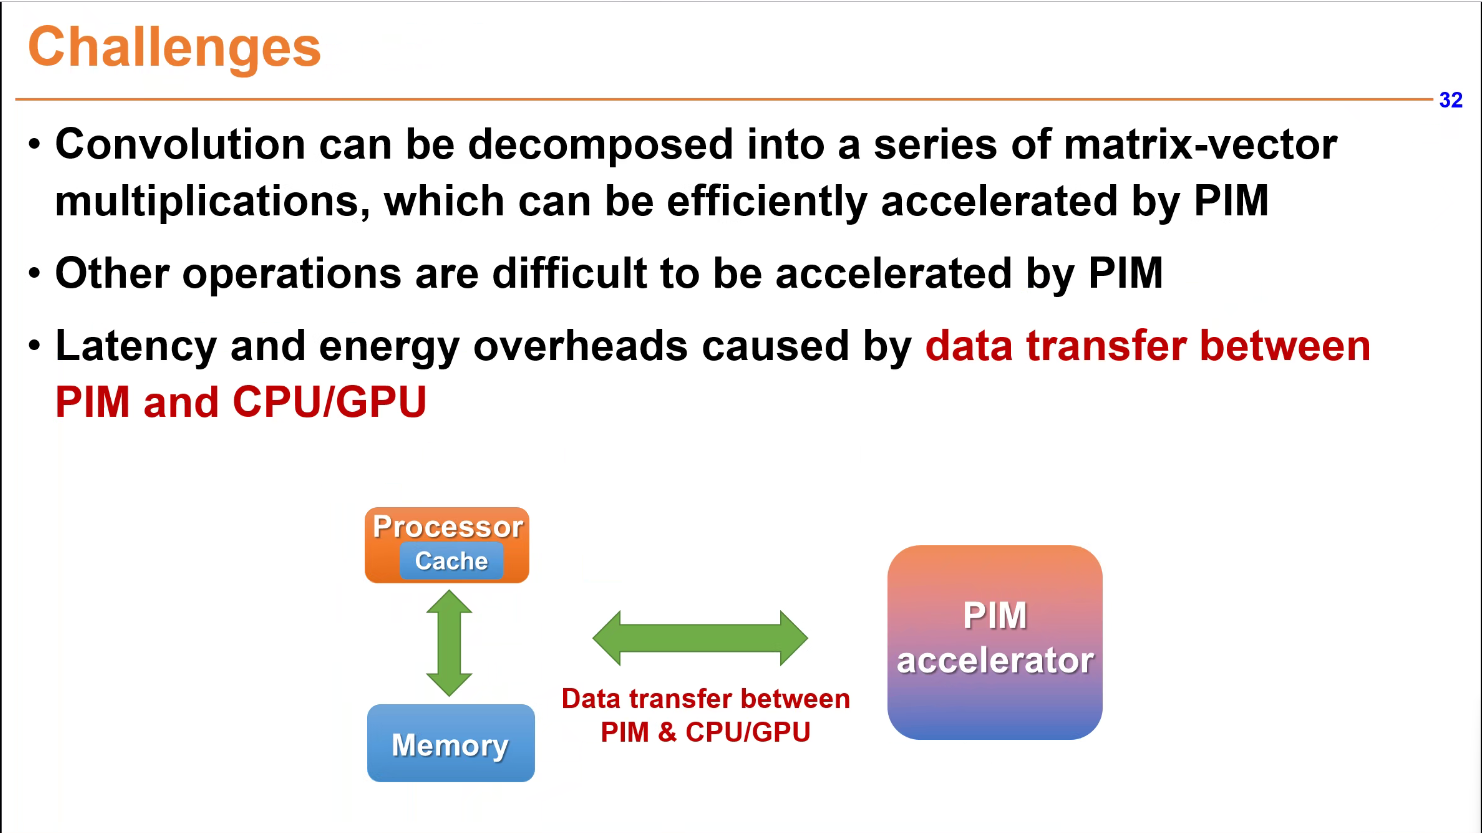 Challenges
32
• Convolution can be decomposed into a series of matrix-vector
multiplications, which can be efficiently accelerated by PIM
• Other operations are difficult to be accelerated by PIM
• Latency and energy overheads caused by data transfer between
PIM and CPU/GPU
Processor
Cache
Memory
Data transfer between
PIM & CPU/GPU
PIM
accelerator